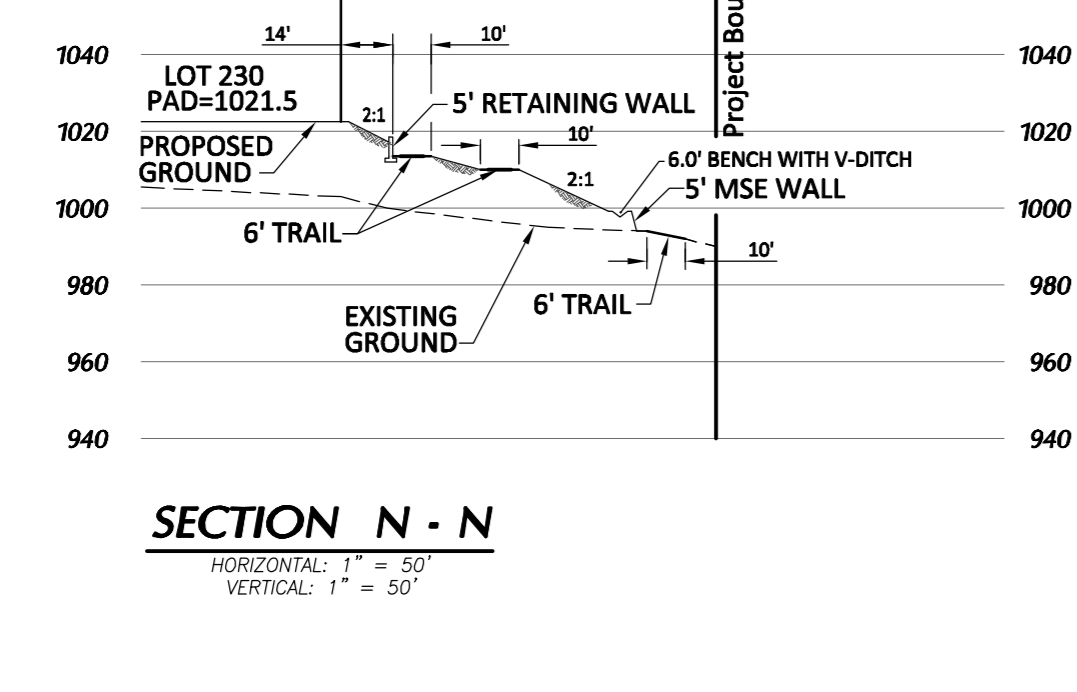 14'
10'
Project Bou
1040
1040
LOT 230
PAD=1021.5
2:1
5' RETAINING WALL
1020
1020
10'
PROPOSED
GROUND
6.0' BENCH WITH V-DITCH
2:1
5' MSE WALL
1000
1000
6' TRAIL
10'
980
980
6' TRAIL
EXISTING
GROUND
960
960
940
940
SECTION N - N
HORIZONTAL: 1" = 50'
VERTICAL: 1" = 50'